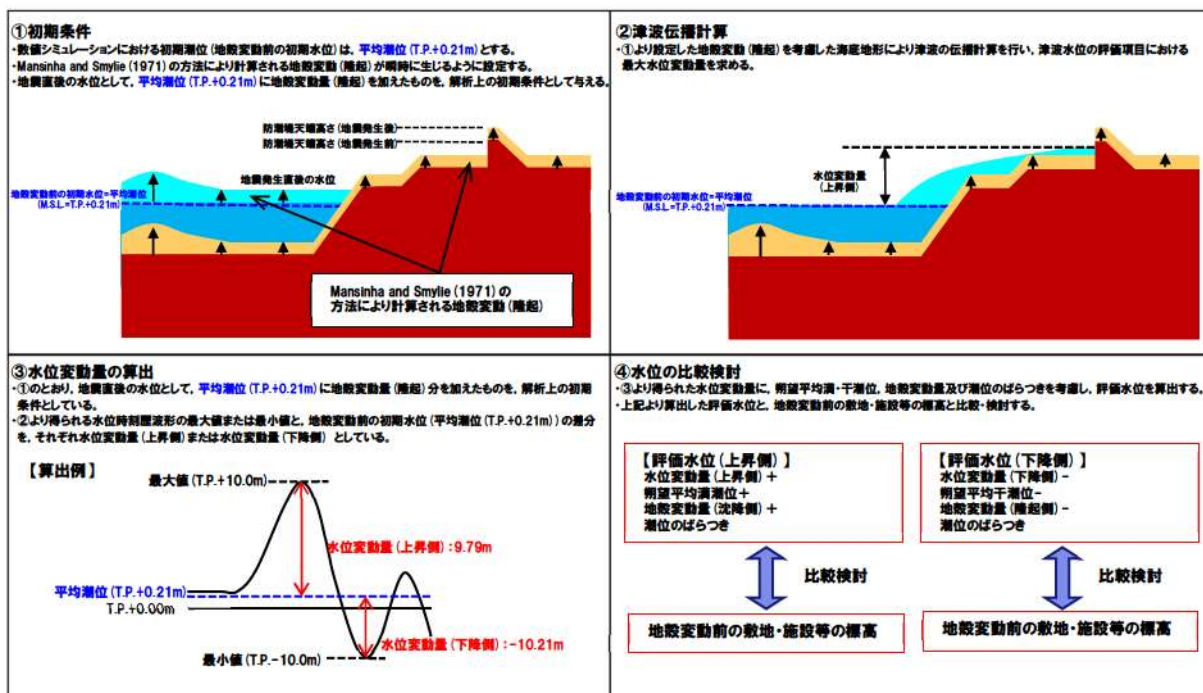 ①初期条件
・数値シミュレーションにおける初期潮位(地殻変動前の初期水位)は，平均潮位(T.P.+0.21m)とする。
・Mansinha and Smylie(1971)の方法により計算される地殻変動(隆起)が瞬時に生じるように設定する。
・地震直後の水位として，平均潮位(T.P.+0.21m)に地殻変動量(隆起)を加えたものを，解析上の初期条件として与える。
防潮堤天端高さ(地震発生後)
防潮堤天端高さ(地震発生前)
地震発生直後の水位
地殻変動前の初期水位=平均潮位
(M.S.L.=T.P.+0.21m)
Mansinha and Smylie(1971)の
方法により計算される地殻変動(隆起)
②津波伝播計算
・①より設定した地殻変動(隆起)を考慮した海底地形により津波の伝播計算を行い，津波水位の評価項目における
最大水位変動量を求める。
水位変動量
(上昇側)
地殻変動前の初期水位=平均潮位
(M.S.L.=T.P.+0.21m)
③水位変動量の算出
・①のとおり，地震直後の水位として，平均潮位(T.P.+0.21m)に地殻変動量(隆起)分を加えたものを，解析上の初期
条件としている。
・②より得られる水位時刻歴波形の最大値または最小値と，地殻変動前の初期水位(平均潮位(T.P.+0.21m))の差分
を，それぞれ水位変動量(上昇側)または水位変動量(下降側) としている。
【算出例】
最大値(T.P.+10.0m)
水位変動量(上昇側):9.79m
平均潮位(T.P.+0.21m)
T.P.+0.00m
水位変動量(下降側):-10.21m
最小値(T.P.-10.0m)
④水位の比較検討
・③より得られた水位変動量に，朔望平均満・干潮位，地殻変動量及び潮位のばらつきを考慮し，評価水位を算出する。
・上記より算出した評価水位と，地殻変動前の敷地・施設等の標高と比較・検討する。
【評価水位(上昇側)】
水位変動量(上昇側)+
朔望平均満潮位+
地殻変動量(沈降側)+
潮位のばらつき
比較検討
地殻変動前の敷地・施設等の標高
【評価水位(下降側)】
水位変動量(下降側)-
朔望平均干潮位-
地殻変動量(隆起側)-
潮位のばらつき
比較検討
地殻変動前の敷地・施設等の標高